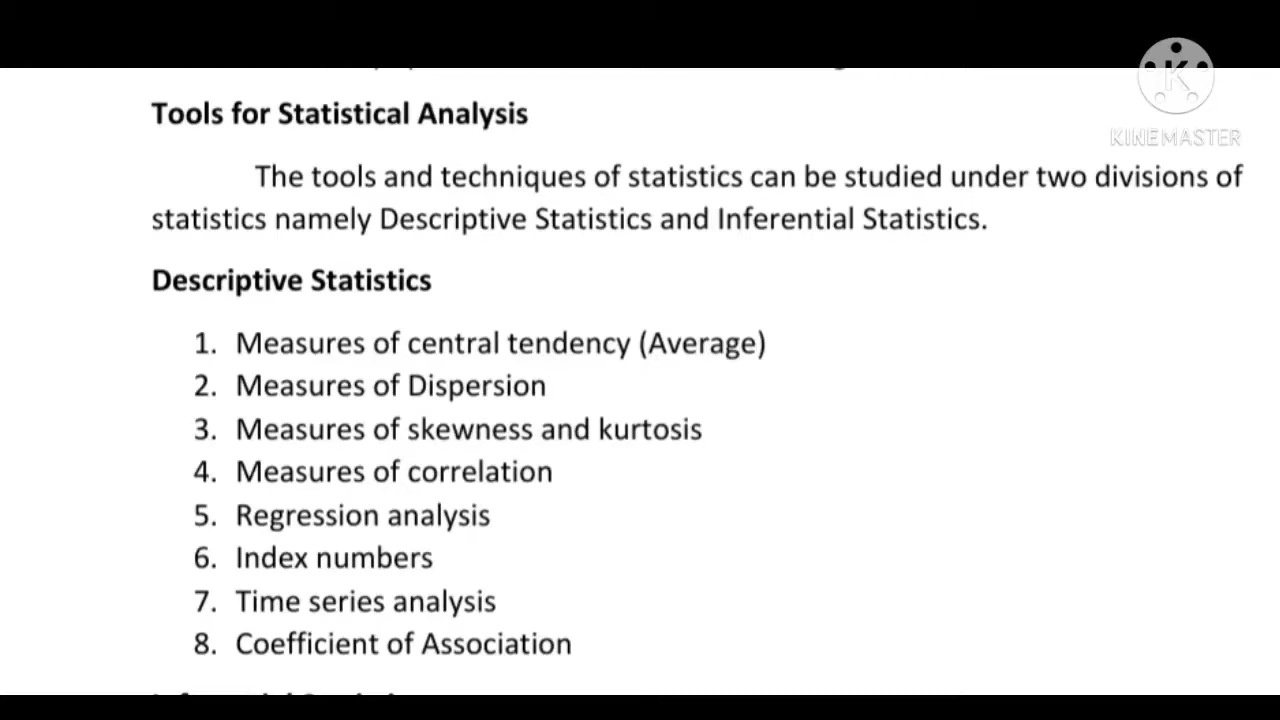 KINEMASTER
Tools for Statistical Analysis
The tools and techniques of statistics can be studied under two divisions of
statistics namely Descriptive Statistics and Inferential Statistics.
Descriptive Statistics
1. Measures of central tendency (Average)
2. Measures of Dispersion
3. Measures of skewness and kurtosis
4. Measures of correlation
5. Regression analysis
6. Index numbers
7. Time series analysis
8. Coefficient of Association